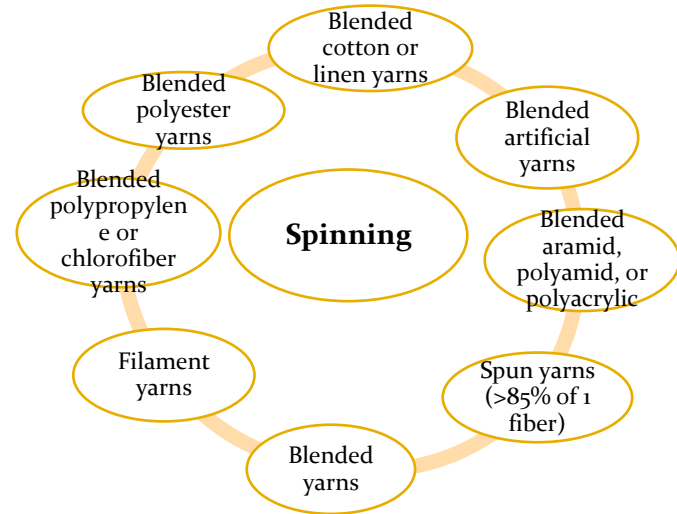 Blended
cotton or
linen yarns
Blended
artificial
yarns
Blended
aramid,
polyamid, or
polyacrylic
Spun yarns
(>85% of 1
fiber)
Blended
yarns
Filament
yarns
Blended
polypropylen
e or
chlorofiber
yarns
Blended
polyester
yarns
Spinning